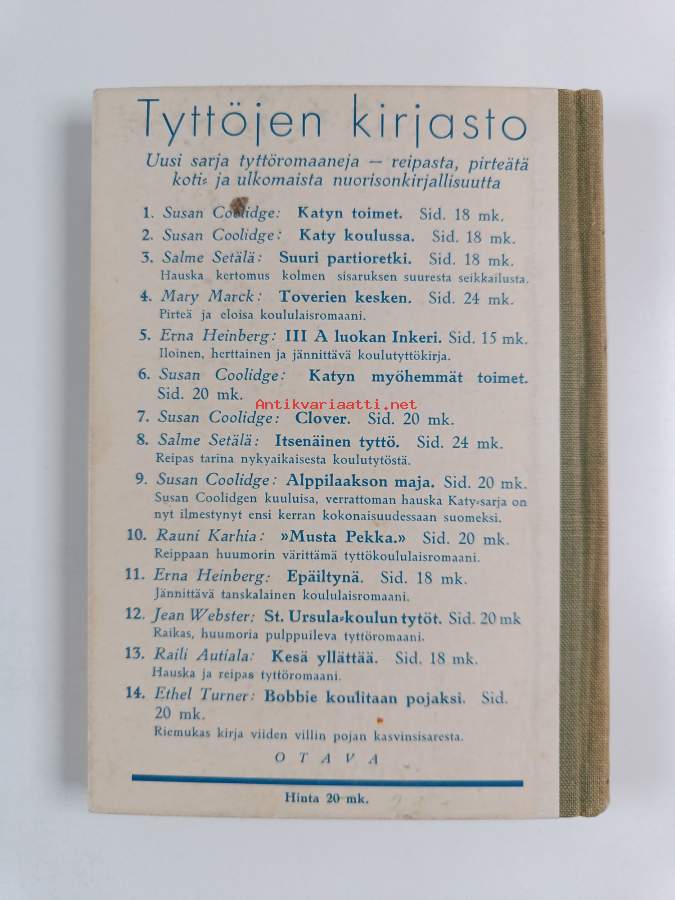 Tyttöjen kirjasto
Uusi sarja tyttöromaaneja — reipasta, pirteätä
koti- ja ulkomaista nuorisonkirjallisuutta
1. Susan Coolidge: Katyn toimet. Sid. 18 mk.
2. Susan Coolidge: Katy koulussa. Sid. 18 mk.
3. Salme Setälä: Suuri partioretki. Sid. 18 mk.
Hauska kertomus kolmen sisaruksen suuresta seikkailusta.
4. Mary Marck: Toverien kesken. Sid. 24 mk.
Pirteä ja eloisa koululaisromaani.
5. Erna Heinberg: III A luokan Inkeri. Sid. 15 mk.
Iloinen, herttainen ja jännittävä koulutyttökirja.
6. Susan Coolidge: Katyn myöhemmät toimet.
Sid. 20 mk.
Antikvariaatti.net
7. Susan Coolidge: Clover. Sid. 20 mk.
8. Salme Setälä: Itsenäinen tyttö. Sid. 24 mk.
Reipas tarina nykyaikaisesta koulutytöstä.
9. Susan Coolidge: Alppilaakson maja. Sid. 20 mk.
Susan Coolidgen kuuluisa, verrattoman hauska Katy-sarja on
nyt ilmestynyt ensi kerran kokonaisuudessaan suomeksi.
10. Rauni Karhia: »Musta Pekka.» Sid. 20 mk.
Reippaan huumorin värittämä tyttökoululaisromaani.
11. Erna Heinberg: Epäiltynä. Sid. 18 mk.
Jännittävä tanskalainen koululaisromaani.
12. Jean Webster: St. Ursula-koulun tytöt. Sid. 20 mk
Raikas, huumoria pulppuileva tyttöromaani.
13. Raili Autiala: Kesä yllättää. Sid. 18 mk.
Hauska ja reipas tyttöromaani.
14. Ethel Turner: Bobbie koulitaan pojaksi. Sid.
20 mk.
Riemukas kirja viiden villin pojan kasvinsisaresta.
OTAVA
Hinta 20 mk.